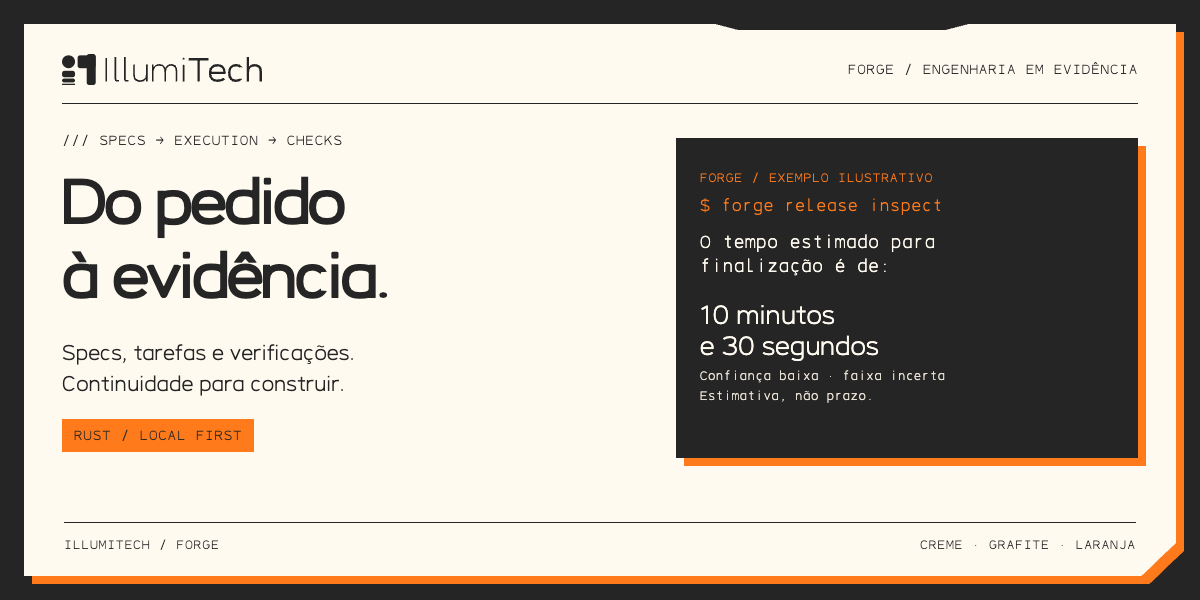 IllumiTech
FORGE / ENGENHARIA EM EVIDÊNCIA
/// SPECS → EXECUTION → CHECKS
Do pedido
à evidência.
Specs, tarefas e verificações.
Continuidade para construir.
RUST / LOCAL FIRST
FORGE / EXEMPLO ILUSTRATIVO
$ forge release inspect
O tempo estimado para
finalização é de:
10 minutos
e 30 segundos
Confiança baixa · faixa incerta
Estimativa, não prazo.
ILLUMITECH / FORGE
CREME · GRAFITE · LARANJA